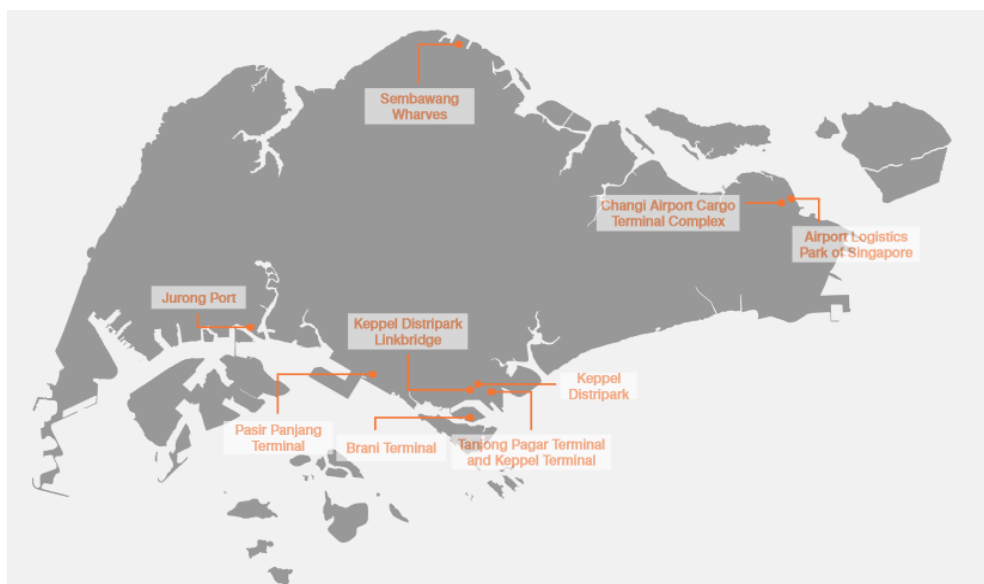 Sembawang
Wharves
Changi Airport Cargo
Terminal Complex
Airport Logistics
Park of Singapore
Jurong Port
Keppel Distripark
Linkbridge
Keppel
Distripark
Pasir Panjang
Terminal
Brani Terminal
Tanjong Pagar Terminal
and Keppel Terminal